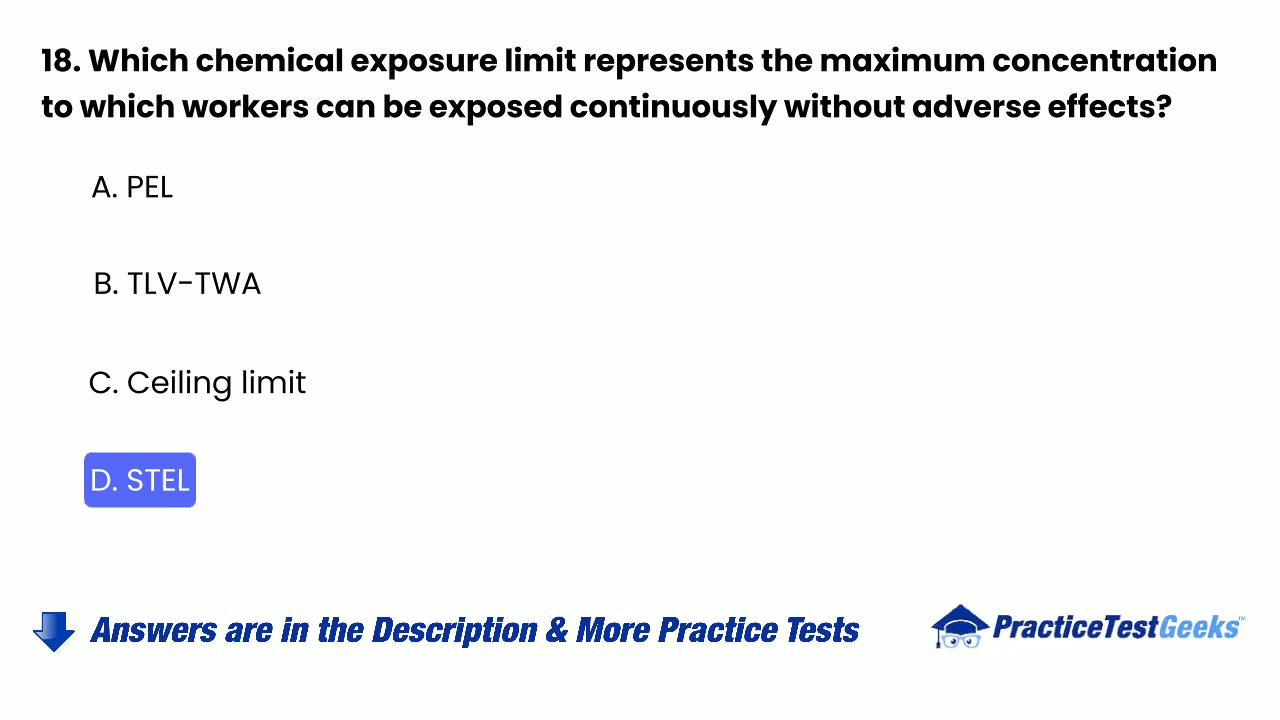 18. Which chemical exposure limit represents the maximum concentration
to which workers can be exposed continuously without adverse effects?
A. PEL
B. TLV-TWA
C. Ceiling limit
D. STEL
Answers are in the Description & More Practice Tests
PracticeTestGeeks™